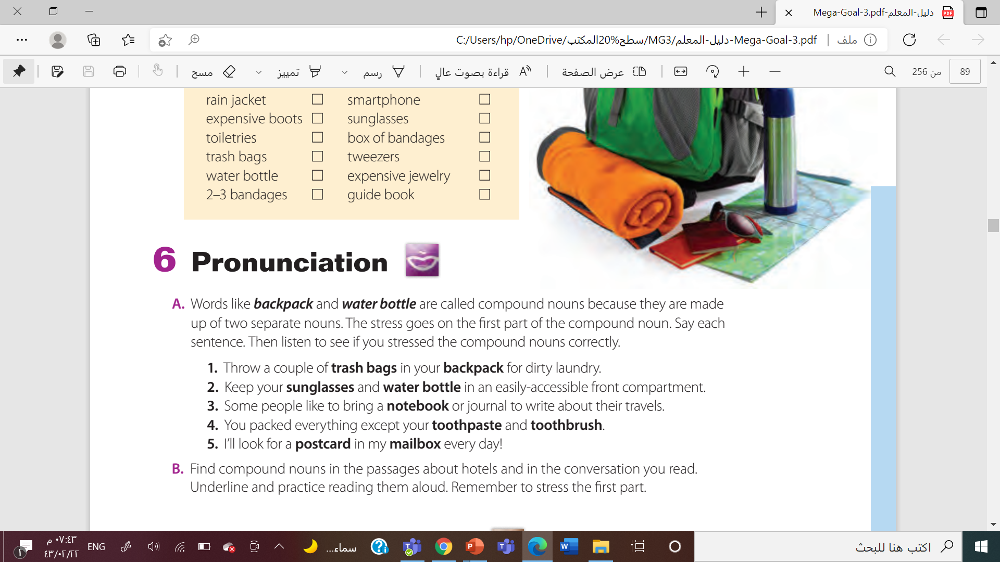 دليل-المعلم-Mega-Goal-3.pdf
ملف
C:/Users/hp/OneDrive/سطح%20المكتب/MG3/دليل-المعلم-Mega-Goal-3.pdf
89
من 256
عرض الصفحة
قراءة بصوت عالٍ
رسم
تمييز
مسح
rain jacket
smartphone
expensive boots
sunglasses
toiletries
box of bandages
trash bags
tweezers
water bottle
expensive jewelry
2–3 bandages
guide book
6 Pronunciation
A. Words like backpack and water bottle are called compound nouns because they are made
up of two separate nouns. The stress goes on the first part of the compound noun. Say each
sentence. Then listen to see if you stressed the compound nouns correctly.
1. Throw a couple of trash bags in your backpack for dirty laundry.
2. Keep your sunglasses and water bottle in an easily-accessible front compartment.
3. Some people like to bring a notebook or journal to write about their travels.
4. You packed everything except your toothpaste and toothbrush.
5. I'll look for a postcard in my mailbox every day!
B. Find compound nouns in the passages about hotels and in the conversation you read.
Underline and practice reading them aloud. Remember to stress the first part.
اكتب هنا للبحث
سماء...
ENG
٠٧:٤٣ م
٤٣/٠٢/٢٢
١